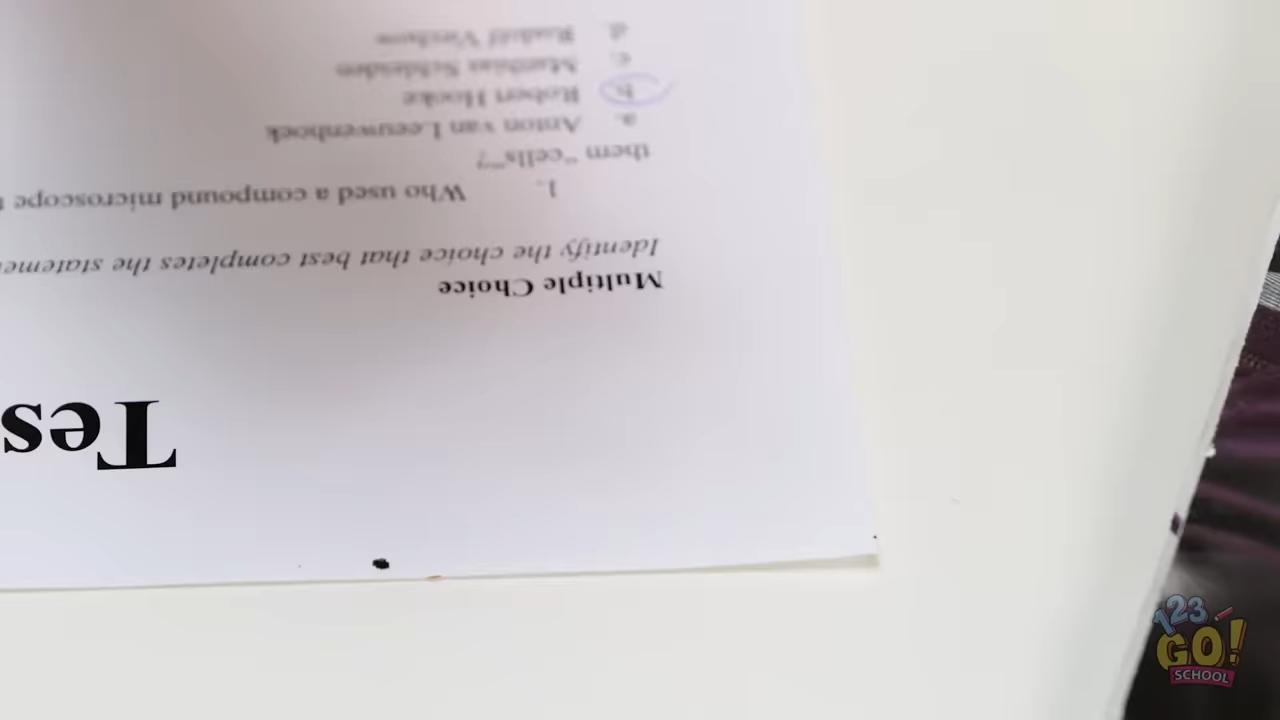 Tes
Multiple Choice
Identify the choice that best completes the
1. Who used a compound microscope
them "cells"?
a. Anton van Leeuwenhoek
b. Robert Hooke
c. Matthias Schleiden
d. Rudolf Virchow
123
GO!
SCHOOL